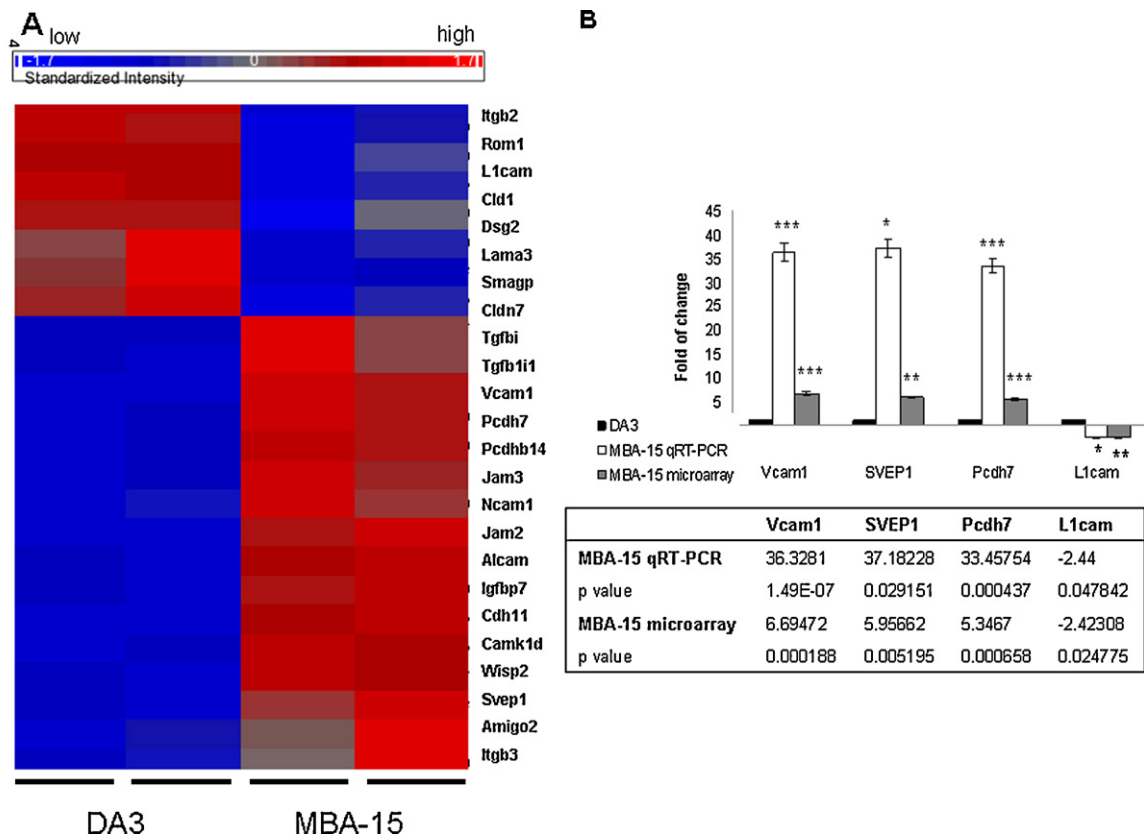 A
low
high
-1.7 0 1.7
Standardized Intensity
Itgb2
Rom1
L1cam
Cld1
Dsg2
Lama3
Smagp
Cldn7
Tgfbi
Tgfb1i1
Vcam1
Pcdh7
Pcdhb14
Jam3
Ncam1
Jam2
Alcam
Igfbp7
Cdh11
Camk1d
Wisp2
Svep1
Amigo2
Itgb3
DA3 MBA-15
B
Fold of change
45
40
35
30
25
20
15
10
5
*** * ***
*** ** ***
* **
DA3
MBA-15 qRT-PCR
MBA-15 microarray
Vcam1 SVEP1 Pcdh7 L1cam
Vcam1 SVEP1 Pcdh7 L1cam
MBA-15 qRT-PCR 36.3281 37.18228 33.45754 -2.44
p value 1.49E-07 0.029151 0.000437 0.047842
MBA-15 microarray 6.69472 5.95662 5.3467 -2.42308
p value 0.000188 0.005195 0.000658 0.024775